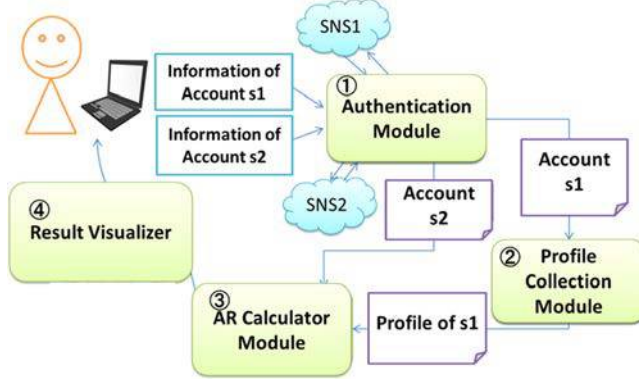 SNS1
Information of
Account s1
①
Authentication
Module
Information of
Account s2
Account
s1
SNS2
Account
s2
④
Result Visualizer
②
Profile
Collection
Module
③
AR Calculator
Module
Profile of s1